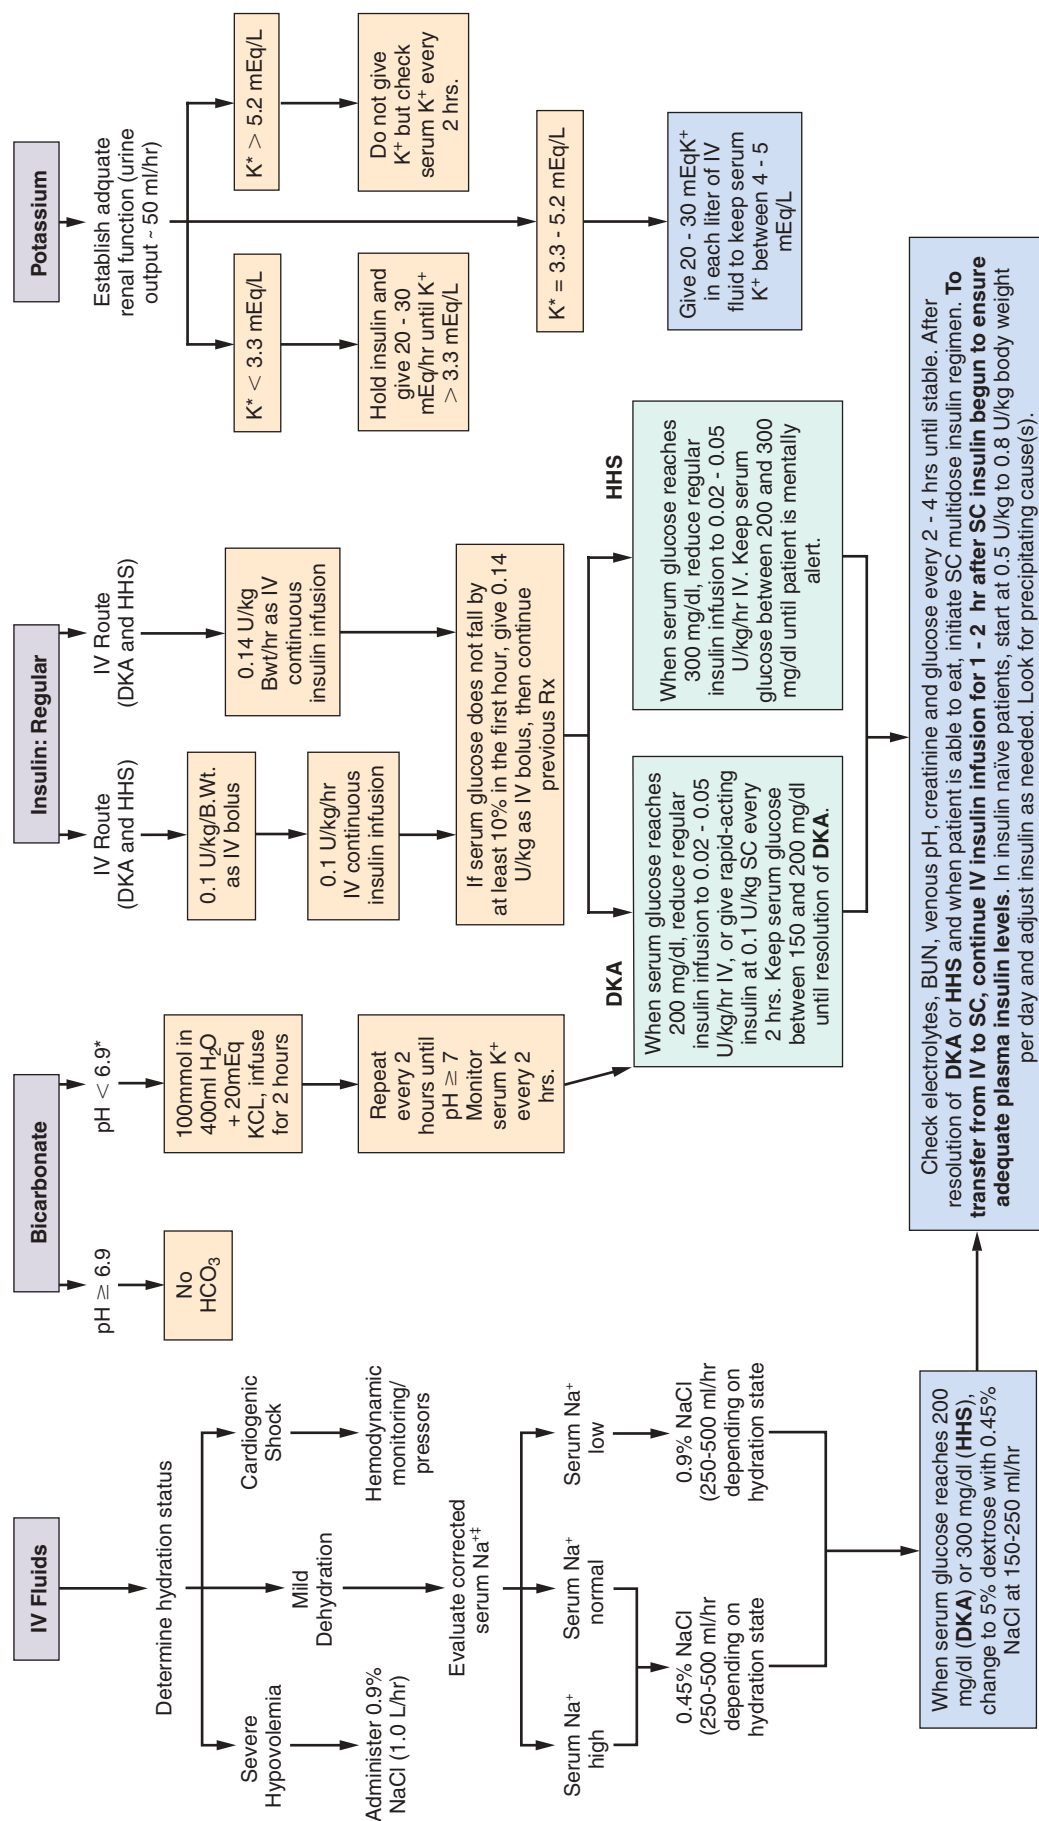 IV Fluids
Determine hydration status
Severe
Hypovolemia
Administer 0.9%
NaCl (1.0 L/hr)
Mild
Dehydration
Evaluate corrected
serum Na⁺‡
Cardiogenic
Shock
Hemodynamic
monitoring/
pressors
Serum Na⁺
high
Serum Na⁺
normal
Serum Na⁺
low
0.45% NaCl
(250-500 ml/hr
depending on
hydration state
0.9% NaCl
(250-500 ml/hr
depending on
hydration state
When serum glucose reaches 200
mg/dl (DKA) or 300 mg/dl (HHS),
change to 5% dextrose with 0.45%
NaCl at 150-250 ml/hr
Bicarbonate
pH ≥ 6.9
No
HCO₃
pH < 6.9*
100mmol in
400ml H₂O
+ 20mEq
KCL, infuse
for 2 hours
Repeat
every 2
hours until
pH ≥ 7
Monitor
serum K⁺
every 2
hrs.
Insulin: Regular
IV Route
(DKA and HHS)
0.1 U/kg/B.Wt.
as IV bolus
0.1 U/kg/hr
IV continuous
insulin infusion
IV Route
(DKA and HHS)
0.14 U/kg
Bwt/hr as IV
continuous
insulin infusion
If serum glucose does not fall by
at least 10% in the first hour, give 0.14
U/kg as IV bolus, then continue
previous Rx
DKA
When serum glucose reaches
200 mg/dl, reduce regular
insulin infusion to 0.02 - 0.05
U/kg/hr IV, or give rapid-acting
insulin at 0.1 U/kg SC every
2 hrs. Keep serum glucose
between 150 and 200 mg/dl
until resolution of DKA.
HHS
When serum glucose reaches
300 mg/dl, reduce regular
insulin infusion to 0.02 - 0.05
U/kg/hr IV. Keep serum
glucose between 200 and 300
mg/dl until patient is mentally
alert.
Potassium
Establish adquate
renal function (urine
output ~ 50 ml/hr)
K* < 3.3 mEq/L
Hold insulin and
give 20 - 30
mEq/hr until K⁺
> 3.3 mEq/L
K* > 5.2 mEq/L
Do not give
K⁺ but check
serum K⁺ every
2 hrs.
K* = 3.3 - 5.2 mEq/L
Give 20 - 30 mEqK⁺
in each liter of IV
fluid to keep serum
K⁺ between 4 - 5
mEq/L
Check electrolytes, BUN, venous pH, creatinine and glucose every 2 - 4 hrs until stable. After
resolution of DKA or HHS and when patient is able to eat, initiate SC multidose insulin regimen. To
transfer from IV to SC, continue IV insulin infusion for 1 - 2 hr after SC insulin begun to ensure
adequate plasma insulin levels. In insulin naïve patients, start at 0.5 U/kg to 0.8 U/kg body weight
per day and adjust insulin as needed. Look for precipitating cause(s).